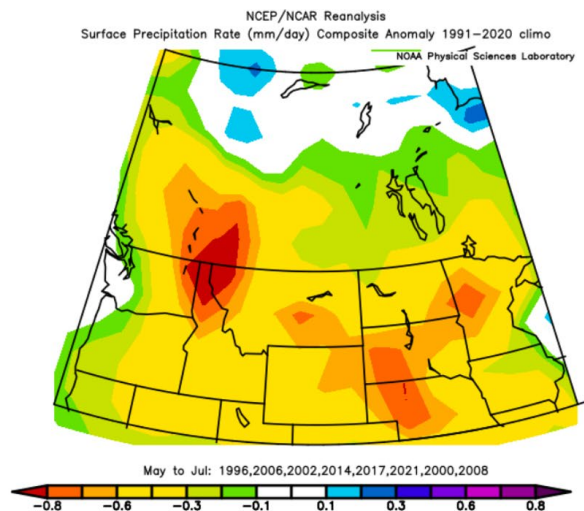 NCEP/NCAR Reanalysis
Surface Precipitation Rate (mm/day) Composite Anomaly 1991−2020 climo
NOAA Physical Sciences Laboratory
May to Jul: 1996,2006,2002,2014,2017,2021,2000,2008
−0.8 −0.6 −0.3 −0.1 0.1 0.3 0.6 0.8